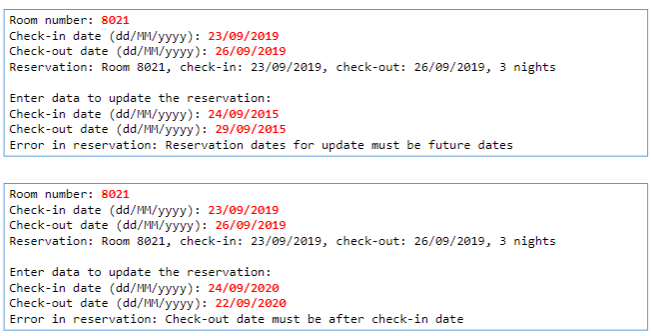 Room number: 8021
Check-in date (dd/MM/yyyy): 23/09/2019
Check-out date (dd/MM/yyyy): 26/09/2019
Reservation: Room 8021, check-in: 23/09/2019, check-out: 26/09/2019, 3 nights
Enter data to update the reservation:
Check-in date (dd/MM/yyyy): 24/09/2015
Check-out date (dd/MM/yyyy): 29/09/2015
Error in reservation: Reservation dates for update must be future dates
Room number: 8021
Check-in date (dd/MM/yyyy): 23/09/2019
Check-out date (dd/MM/yyyy): 26/09/2019
Reservation: Room 8021, check-in: 23/09/2019, check-out: 26/09/2019, 3 nights
Enter data to update the reservation:
Check-in date (dd/MM/yyyy): 24/09/2020
Check-out date (dd/MM/yyyy): 22/09/2020
Error in reservation: Check-out date must be after check-in date